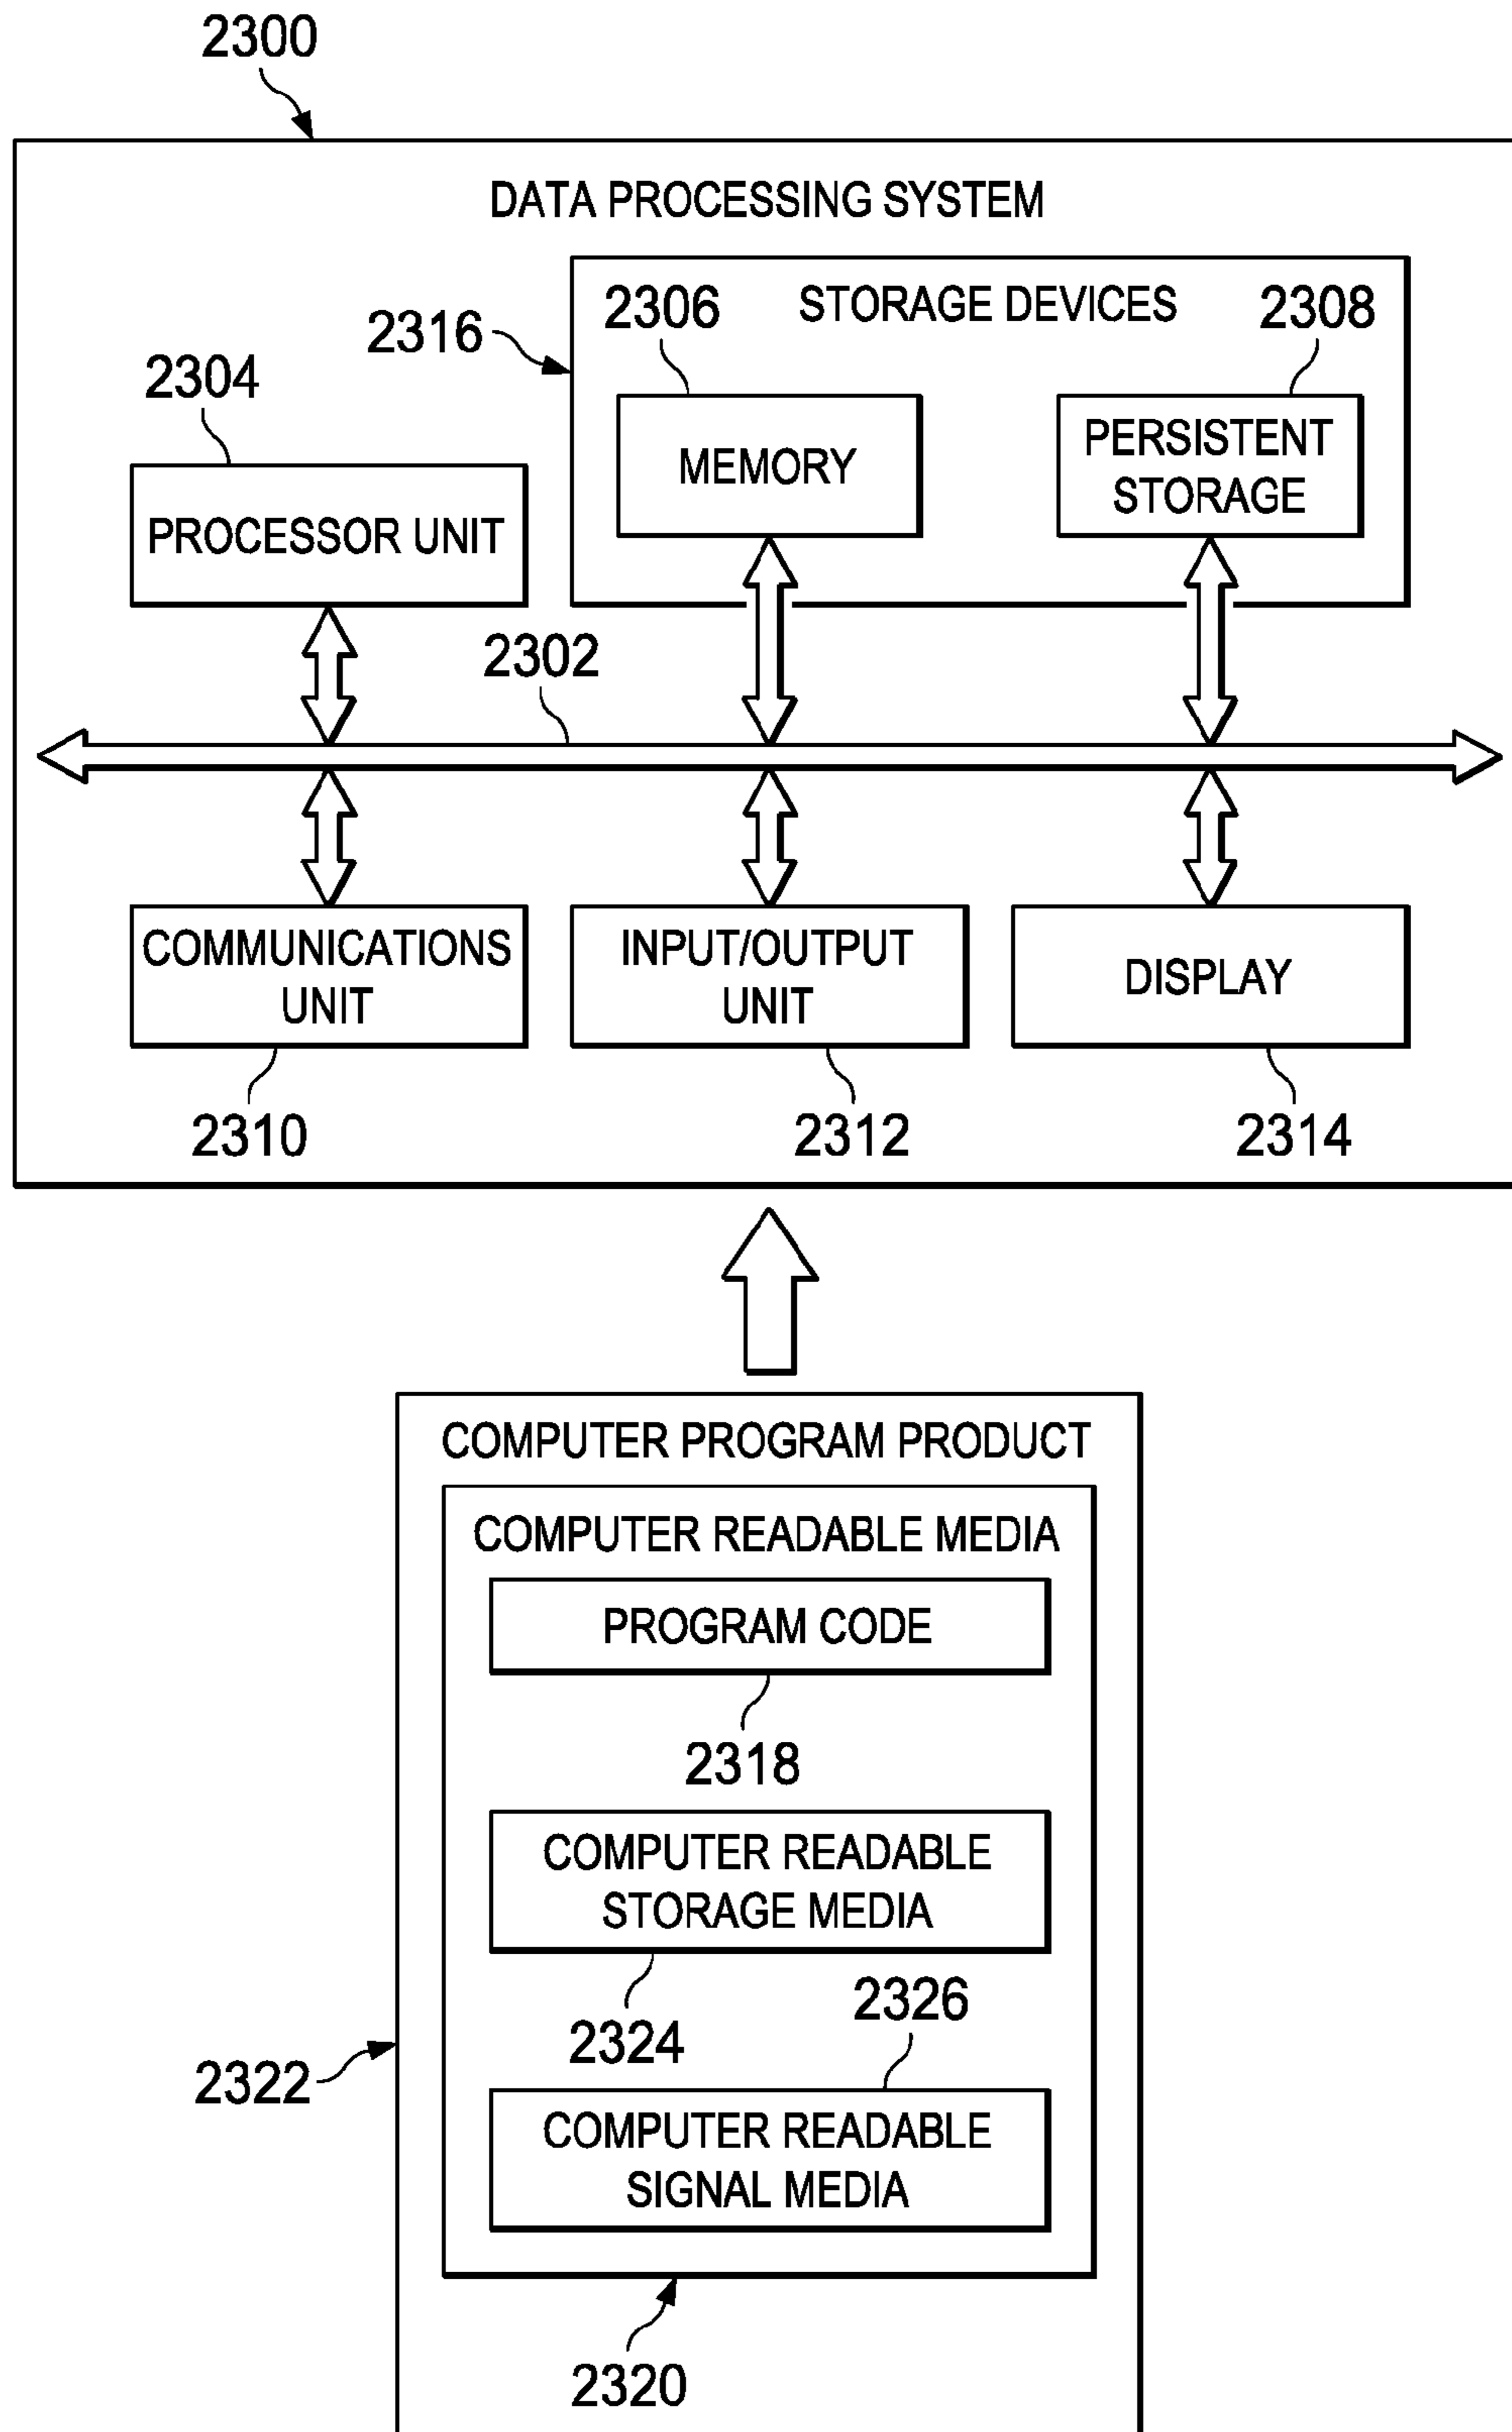 2300
DATA PROCESSING SYSTEM
2316
2306
STORAGE DEVICES
2308
2304
MEMORY
PERSISTENT
STORAGE
PROCESSOR UNIT
2302
COMMUNICATIONS
UNIT
INPUT/OUTPUT
UNIT
DISPLAY
2310
2312
2314
COMPUTER PROGRAM PRODUCT
COMPUTER READABLE MEDIA
PROGRAM CODE
2318
COMPUTER READABLE
STORAGE MEDIA
2324
2326
2322
COMPUTER READABLE
SIGNAL MEDIA
2320